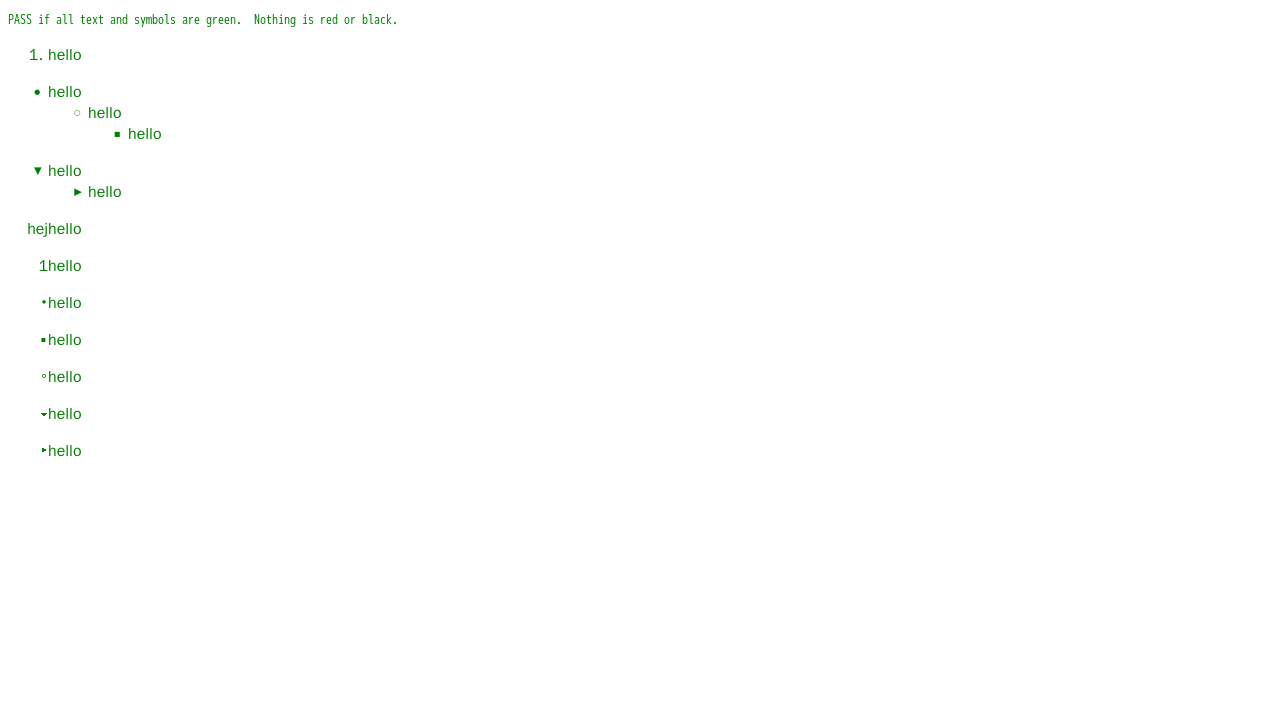 PASS if all text and symbols are green.  Nothing is red or black.
1. hello
• hello
○ hello
▪ hello
▼ hello
► hello
hejhello
1hello
•hello
▪hello
◦hello
▾hello
▸hello